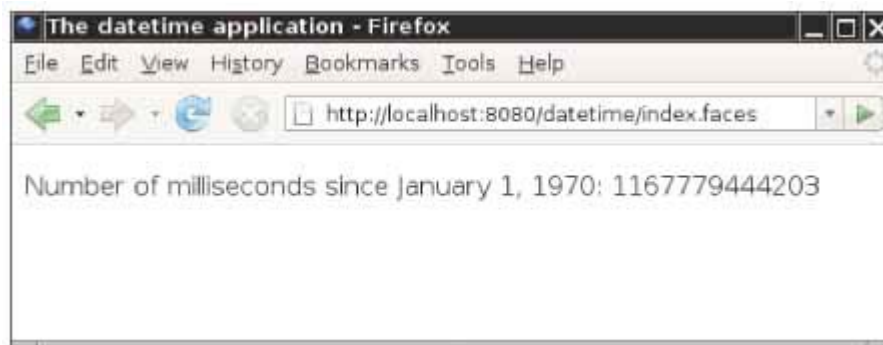 The datetime application - Firefox
File Edit View History Bookmarks Tools Help
http://localhost:8080/datetime/index.faces
Number of milliseconds since January 1, 1970: 1167779444203